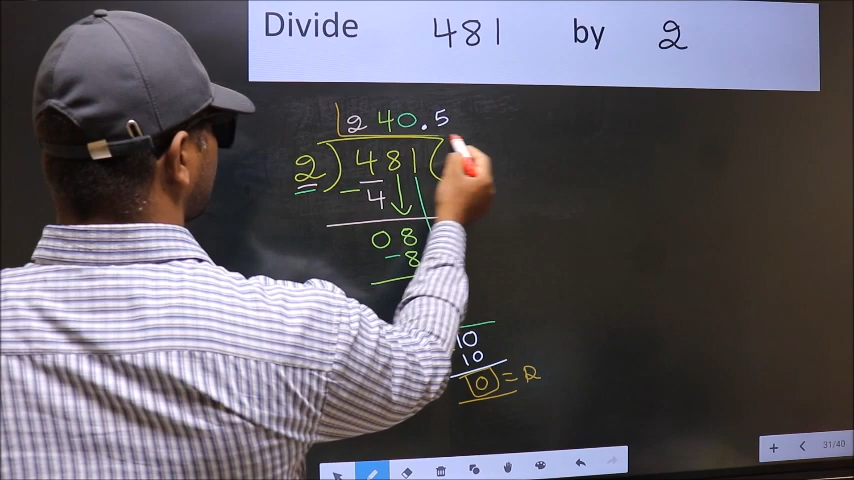 Divide 481 by 2
240.5
2 ) 481 (
- 4
08
- 8
10
10
0 = R
31/40